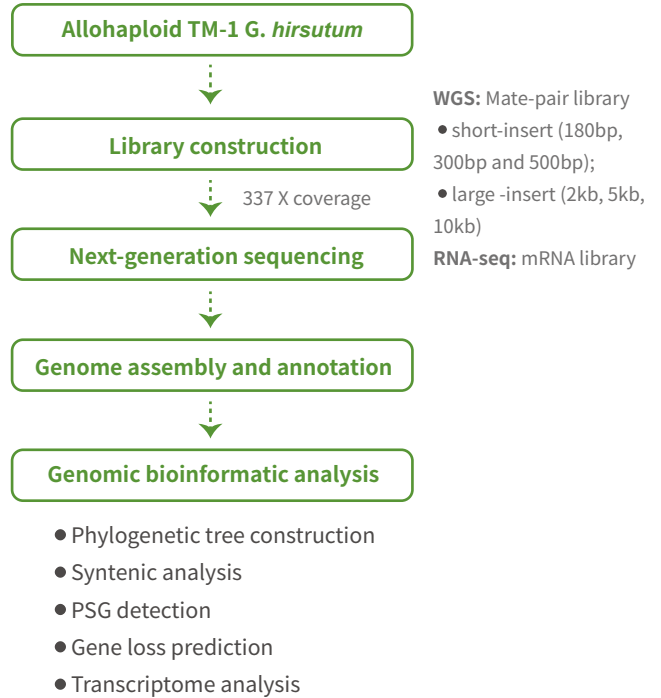 Allohaploid TM-1 G. hirsutum
Library construction
WGS: Mate-pair library
● short-insert (180bp,
300bp and 500bp);
● large -insert (2kb, 5kb,
10kb)
RNA-seq: mRNA library
337 X coverage
Next-generation sequencing
Genome assembly and annotation
Genomic bioinformatic analysis
● Phylogenetic tree construction
● Syntenic analysis
● PSG detection
● Gene loss prediction
● Transcriptome analysis